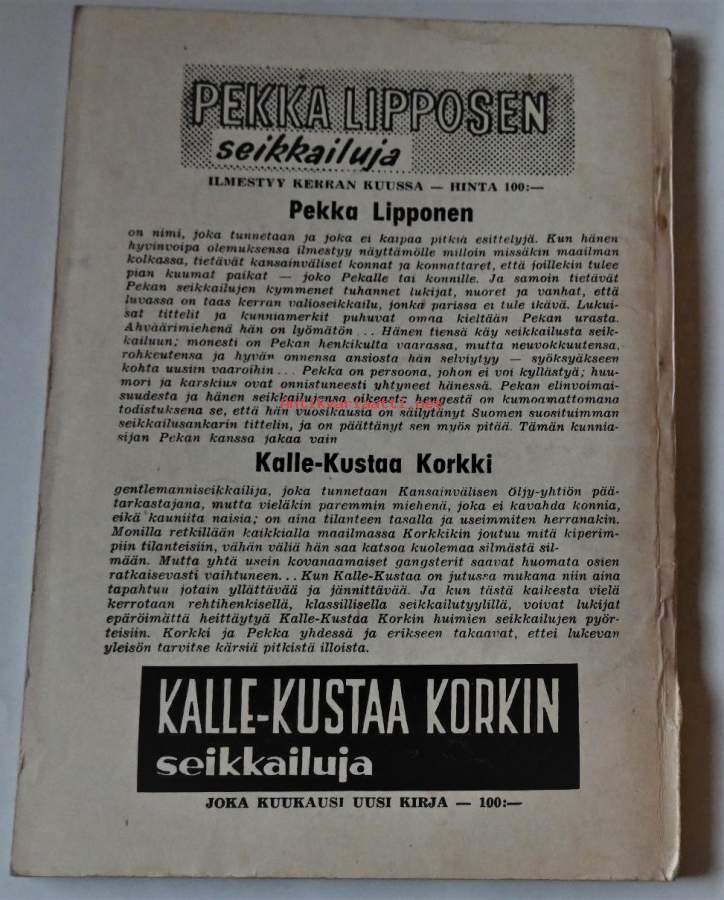 PEKKA LIPPOSEN
seikkailuja
ILMESTYY KERRAN KUUSSA — HINTA 100:—
Pekka Lipponen
on nimi, joka tunnetaan ja joka ei kaipaa pitkiä esittelyjä. Kun hänen
hyvinvoipa olemuksensa ilmestyy näyttämölle milloin missäkin maailman
kolkassa, tietävät kansainväliset konnat ja konnattaret, että joillekin tulee
pian kuumat paikat — joko Pekalle tai konnille. Ja samoin tietävät
Pekan seikkailujen kymmenet tuhannet lukijat, nuoret ja vanhat, että
luvassa on taas kerran valioseikkailu, jonka parissa ei tule ikävä. Lukui-
sat tittelit ja kunniamerkit puhuvat omaa kieltään Pekan urasta.
Ahväärimiehenä hän on lyömätön... Hänen tiensä käy seikkailusta seik-
kailuun; monesti on Pekan henkikulta vaarassa, mutta neuvokkuutensa,
rohkeutensa ja hyvän onnensa ansiosta hän selviytyy — syöksyäkseen
kohta uusiin vaaroihin... Pekka on persoona, johon ei voi kyllästyä; huu-
mori ja karskius ovat onnistuneesti yhtyneet hänessä. Pekan elinvoimai-
suudesta ja hänen seikkailujensa oikeasta hengestä on kumoamattomana
antikvariaatti.net
todistuksena se, että hän vuosikausia on säilytänyt Suomen suosituimman
seikkailusankarin tittelin, ja on päättänyt sen myös pitää. Tämän kunnia-
sijan Pekan kanssa jakaa vain
Kalle-Kustaa Korkki
gentlemanniseikkailija, joka tunnetaan Kansainvälisen Öljy-yhtiön pää-
tarkastajana, mutta vieläkin paremmin miehenä, joka ei kavahda konnia,
eikä kauniita naisia; on aina tilanteen tasalla ja useimmiten herranakin.
Monilla retkillään kaikkialla maailmassa Korkkikin joutuu mitä kiperim-
piin tilanteisiin, vähän väliä hän saa katsoa kuolemaa silmästä sil-
mään. Mutta yhtä usein kovanaamaiset gangsterit saavat huomata osien
ratkaisevasti vaihtuneen... Kun Kalle-Kustaa on jutussa mukana niin aina
tapahtuu jotain yllättävää ja jännittävää. Ja kun tästä kaikesta vielä
kerrotaan rehtihenkisellä, klassillisella seikkailutyylillä, voivat lukijat
epäröimättä heittäytyä Kalle-Kustaa Korkin huimien seikkailujen pyör-
teisiin. Korkki ja Pekka yhdessä ja erikseen takaavat, ettei lukevan
yleisön tarvitse kärsiä pitkistä illoista.
KALLE-KUSTAA KORKIN
seikkailuja
JOKA KUUKAUSI UUSI KIRJA — 100:—